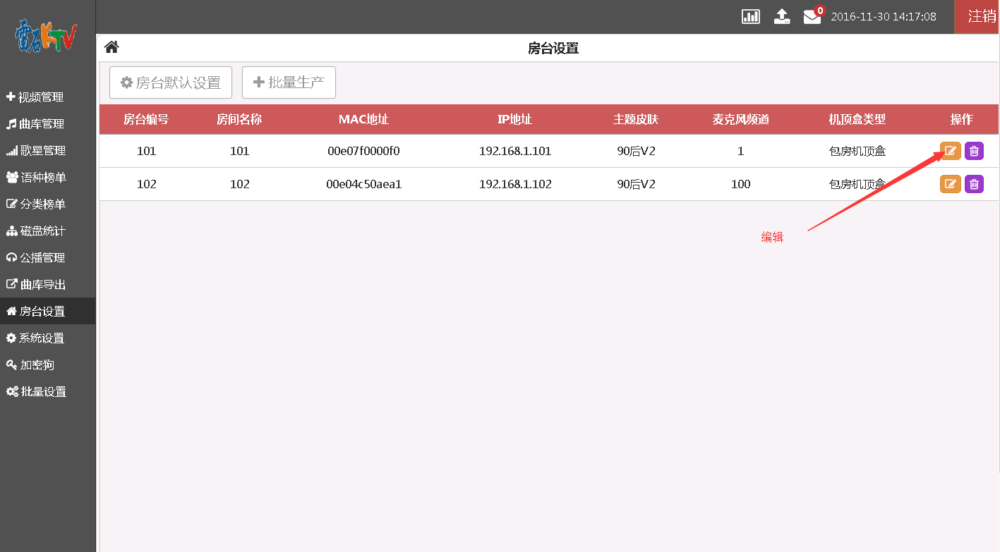 雷石KTV
0
2016-11-30 14:17:08
注销
房台设置
视频管理
曲库管理
歌星管理
语种榜单
分类榜单
磁盘统计
公播管理
曲库导出
房台设置
系统设置
加密狗
批量设置
房台默认设置 批量生产
房台编号 房间名称 MAC地址 IP地址 主题皮肤 麦克风频道 机顶盒类型 操作
101 101 00e07f0000f0 192.168.1.101 90后V2 1 包房机顶盒
102 102 00e04c50aea1 192.168.1.102 90后V2 100 包房机顶盒
编辑